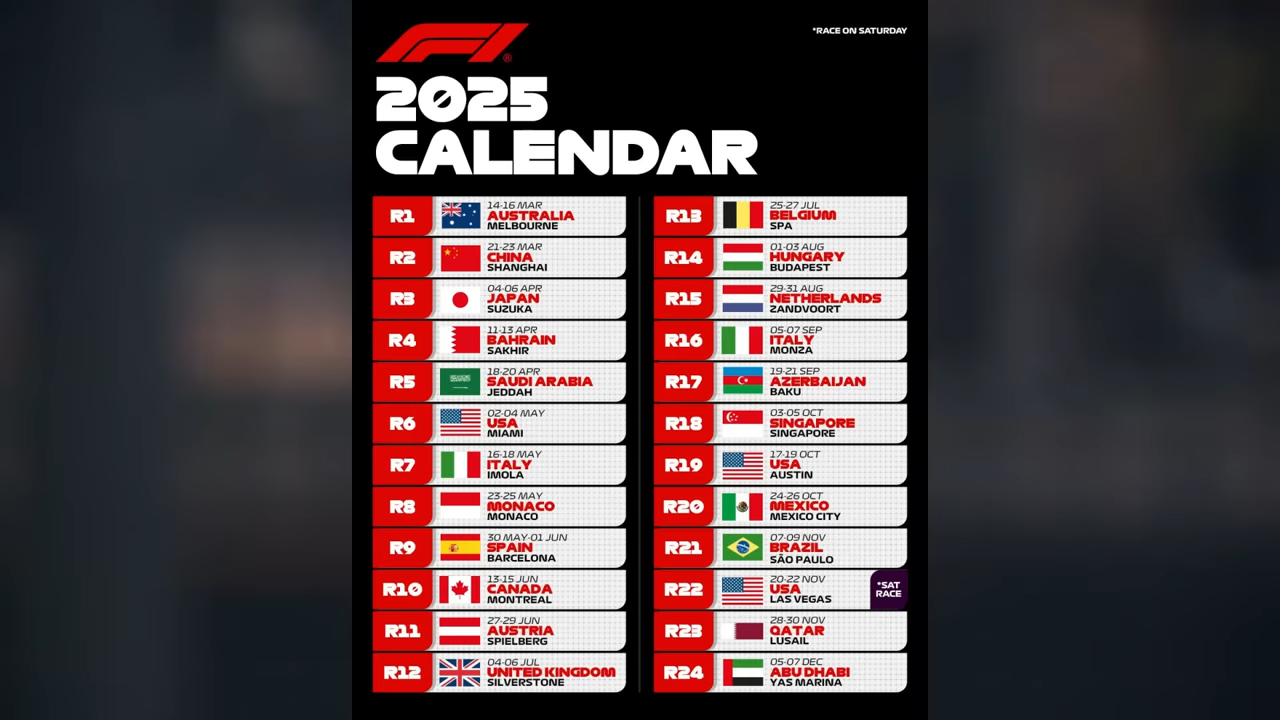 F1®
*RACE ON SATURDAY
2025
CALENDAR
R1
14-16 MAR
AUSTRALIA
MELBOURNE
R2
21-23 MAR
CHINA
SHANGHAI
R3
04-06 APR
JAPAN
SUZUKA
R4
11-13 APR
BAHRAIN
SAKHIR
R5
18-20 APR
SAUDI ARABIA
JEDDAH
R6
02-04 MAY
USA
MIAMI
R7
16-18 MAY
ITALY
IMOLA
R8
23-25 MAY
MONACO
MONACO
R9
30 MAY-01 JUN
SPAIN
BARCELONA
R10
13-15 JUN
CANADA
MONTREAL
R11
27-29 JUN
AUSTRIA
SPIELBERG
R12
04-06 JUL
UNITED KINGDOM
SILVERSTONE
R13
25-27 JUL
BELGIUM
SPA
R14
01-03 AUG
HUNGARY
BUDAPEST
R15
29-31 AUG
NETHERLANDS
ZANDVOORT
R16
05-07 SEP
ITALY
MONZA
R17
19-21 SEP
AZERBAIJAN
BAKU
R18
03-05 OCT
SINGAPORE
SINGAPORE
R19
17-19 OCT
USA
AUSTIN
R20
24-26 OCT
MEXICO
MEXICO CITY
R21
07-09 NOV
BRAZIL
SÃO PAULO
R22
20-22 NOV
USA
LAS VEGAS
*SAT
RACE
R23
28-30 NOV
QATAR
LUSAIL
R24
05-07 DEC
ABU DHABI
YAS MARINA